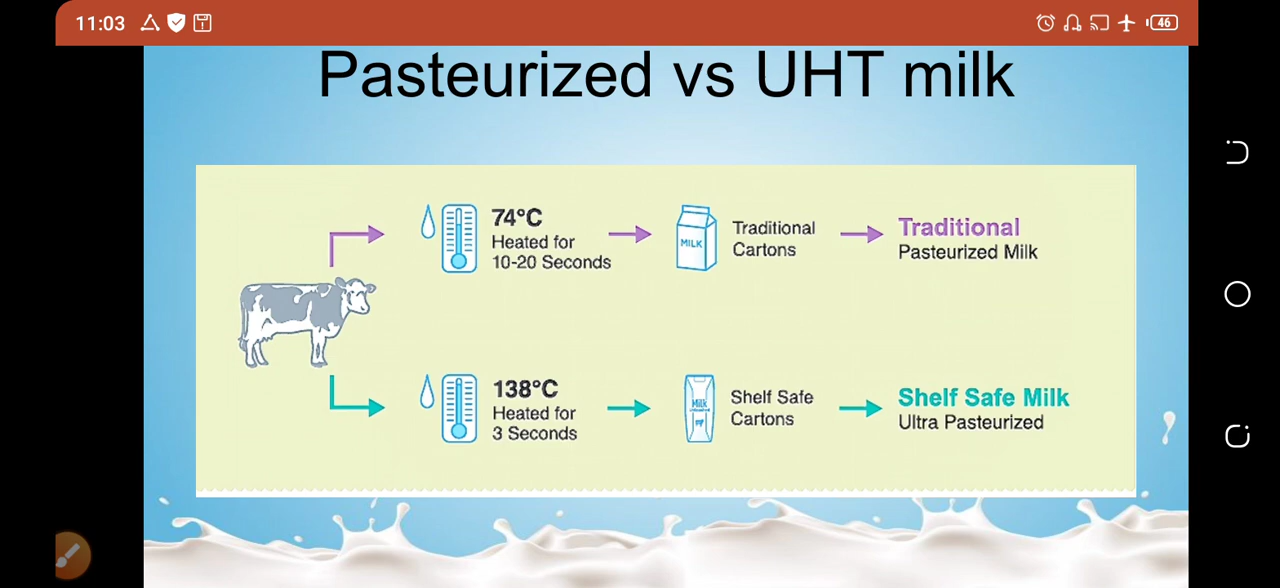 11:03
46
Pasteurized vs UHT milk
74°C
Heated for
10-20 Seconds
MILK
Traditional
Cartons
Traditional
Pasteurized Milk
138°C
Heated for
3 Seconds
Milk
Shelf Safe
Cartons
Shelf Safe Milk
Ultra Pasteurized